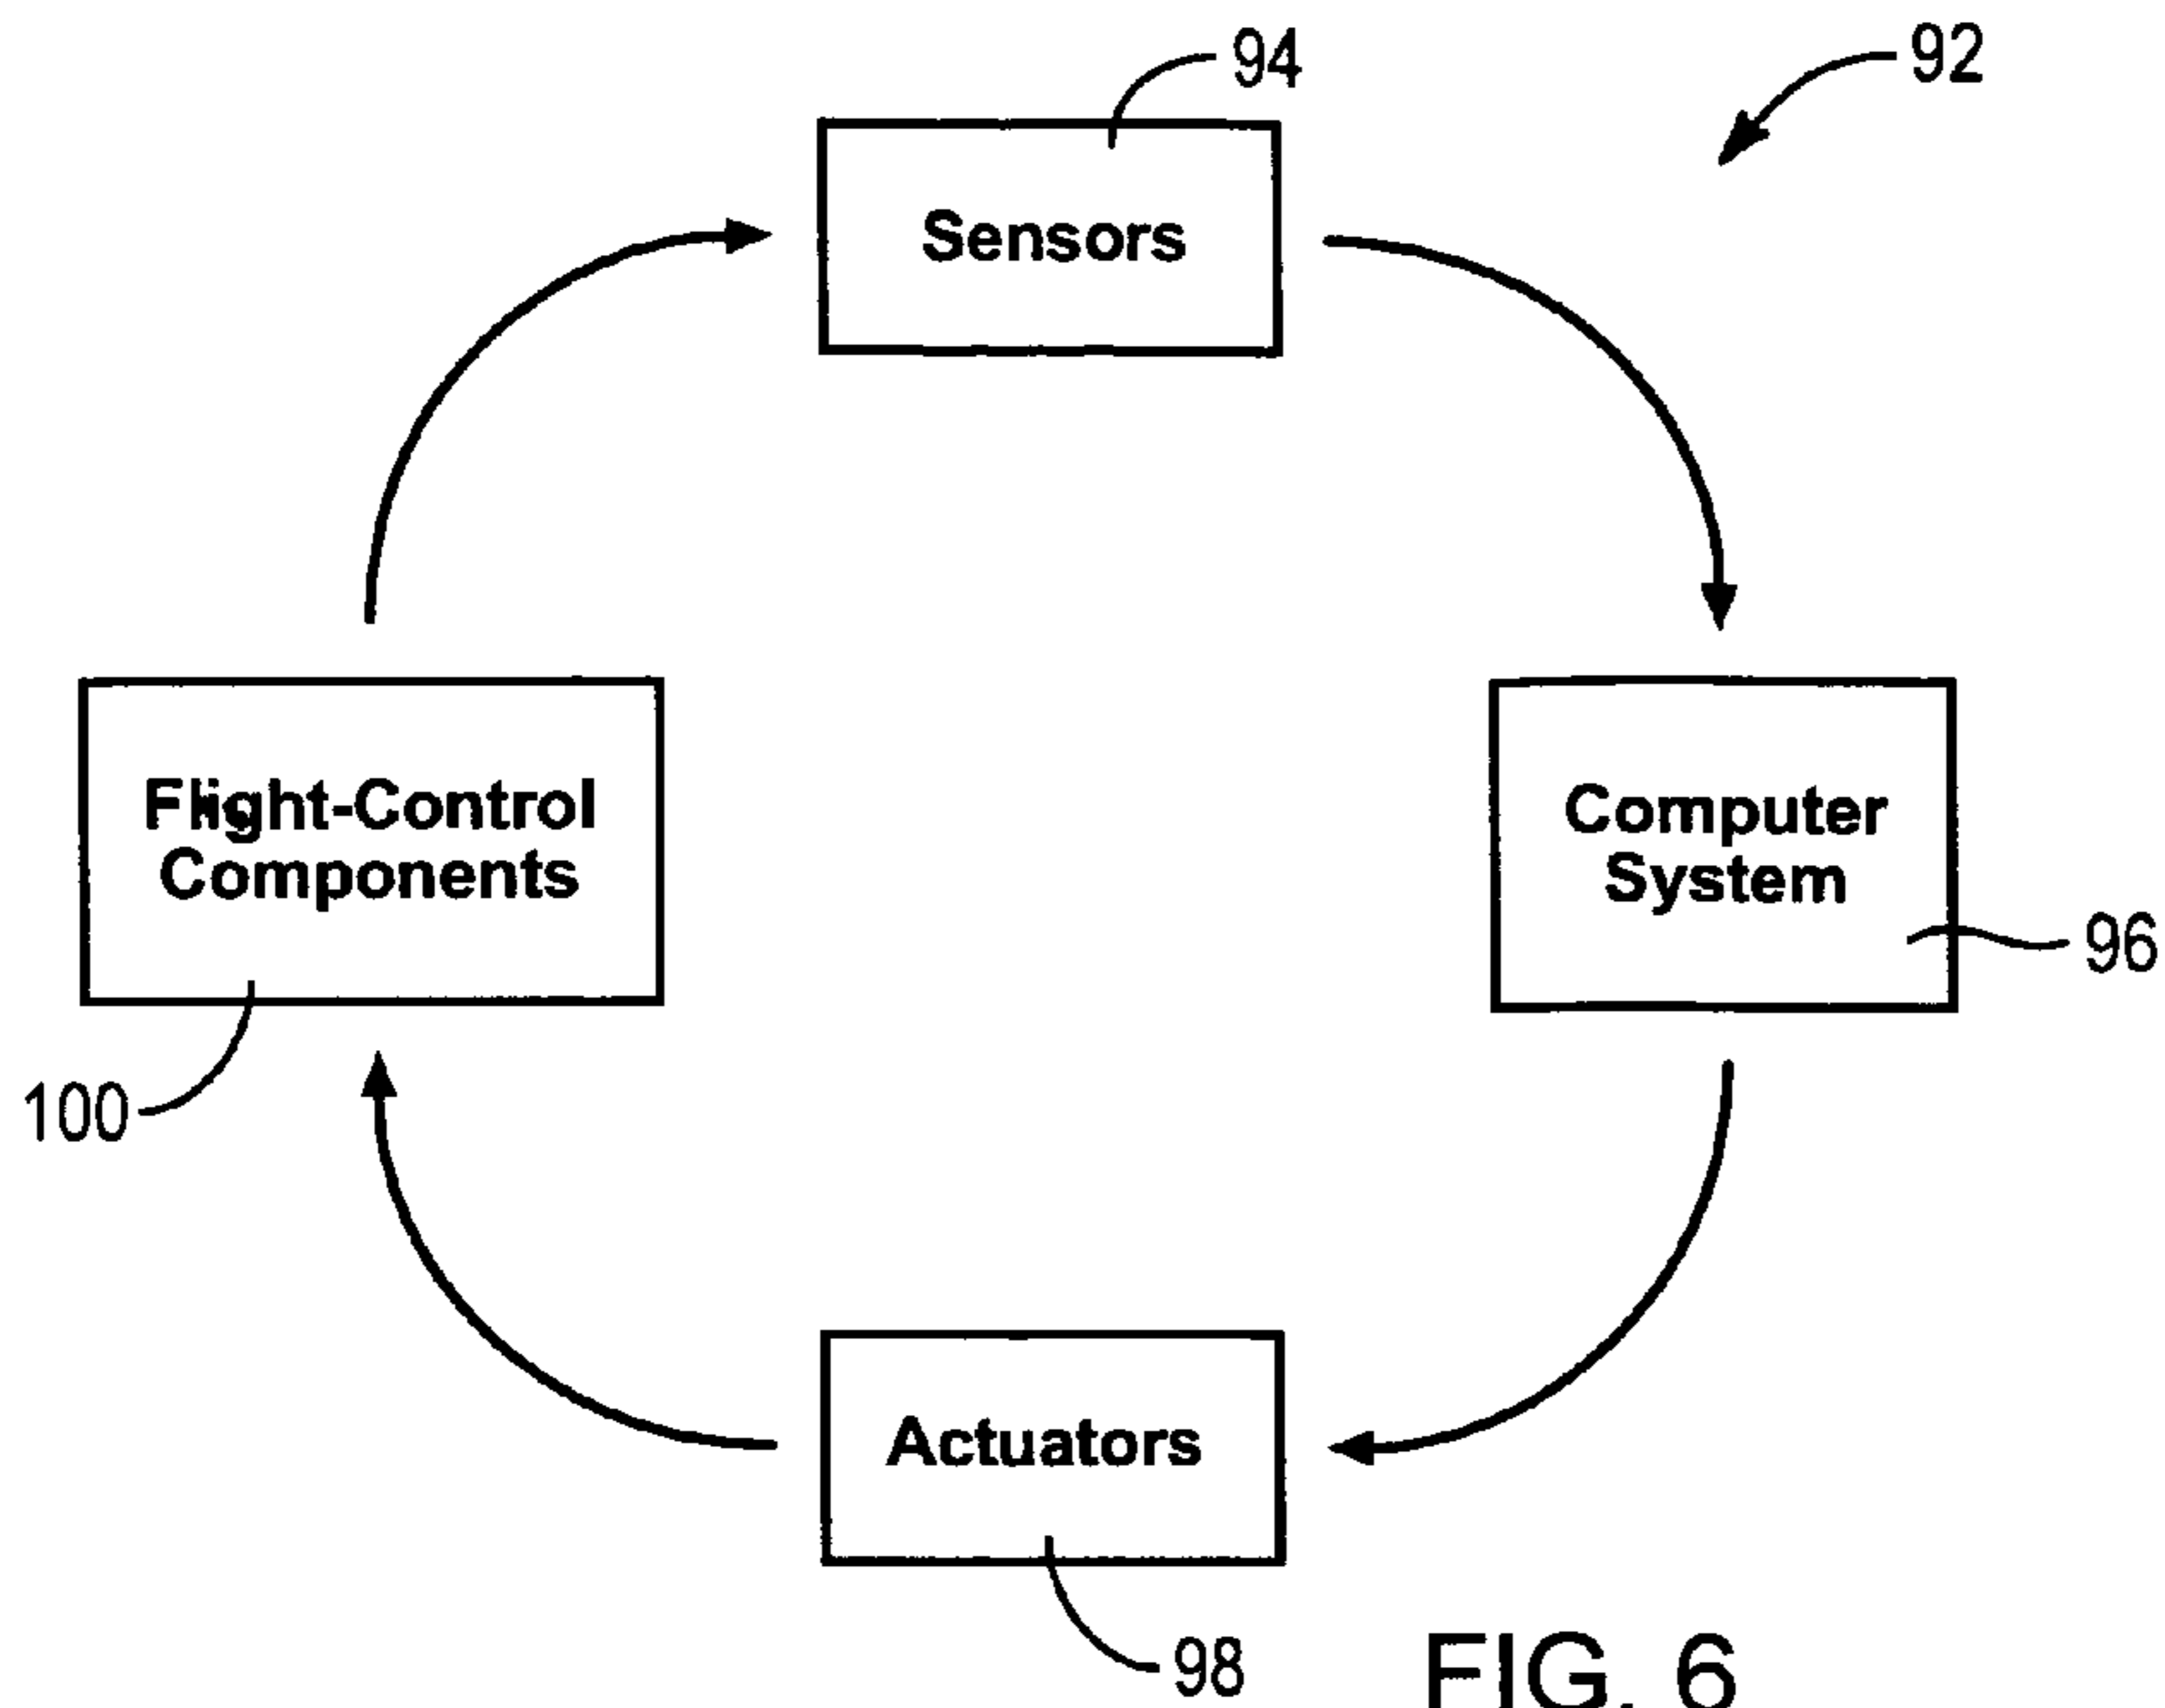 94
92
Sensors
Flight-Control
Components
Computer
System
96
100
Actuators
98
FIG. 6